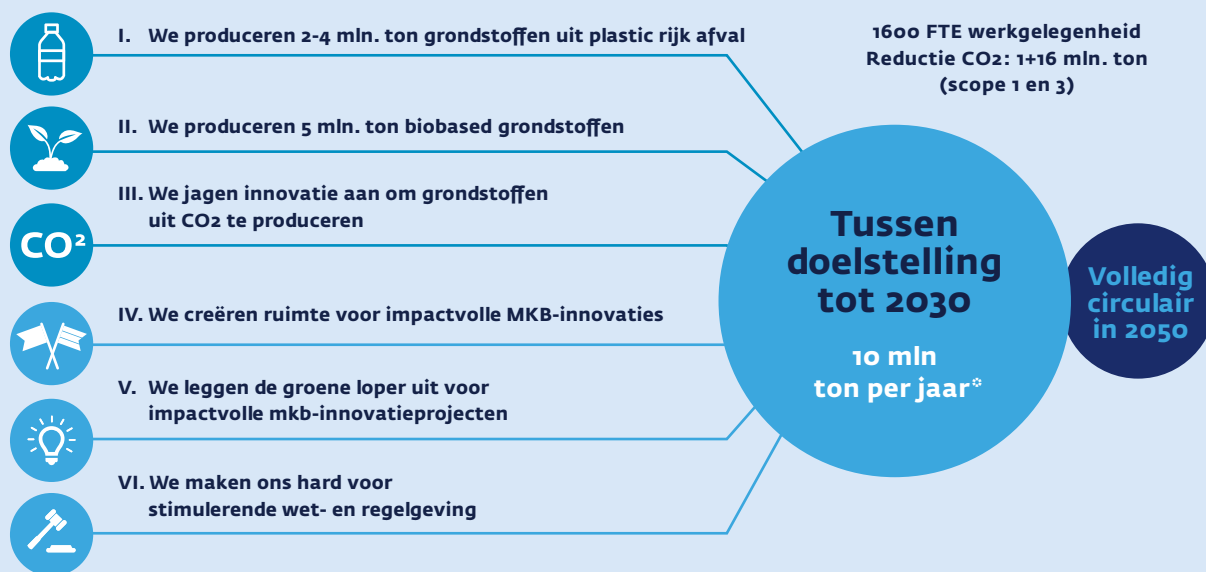 I. We produceren 2-4 mln. ton grondstoffen uit plastic rijk afval
II. We produceren 5 mln. ton biobased grondstoffen
III. We jagen innovatie aan om grondstoffen
uit CO2 te produceren
CO²
IV. We creëren ruimte voor impactvolle MKB-innovaties
V. We leggen de groene loper uit voor
impactvolle mkb-innovatieprojecten
VI. We maken ons hard voor
stimulerende wet- en regelgeving
1600 FTE werkgelegenheid
Reductie CO2: 1+16 mln. ton
(scope 1 en 3)
Tussen
doelstelling
tot 2030
10 mln
ton per jaar*
Volledig
circulair
in 2050